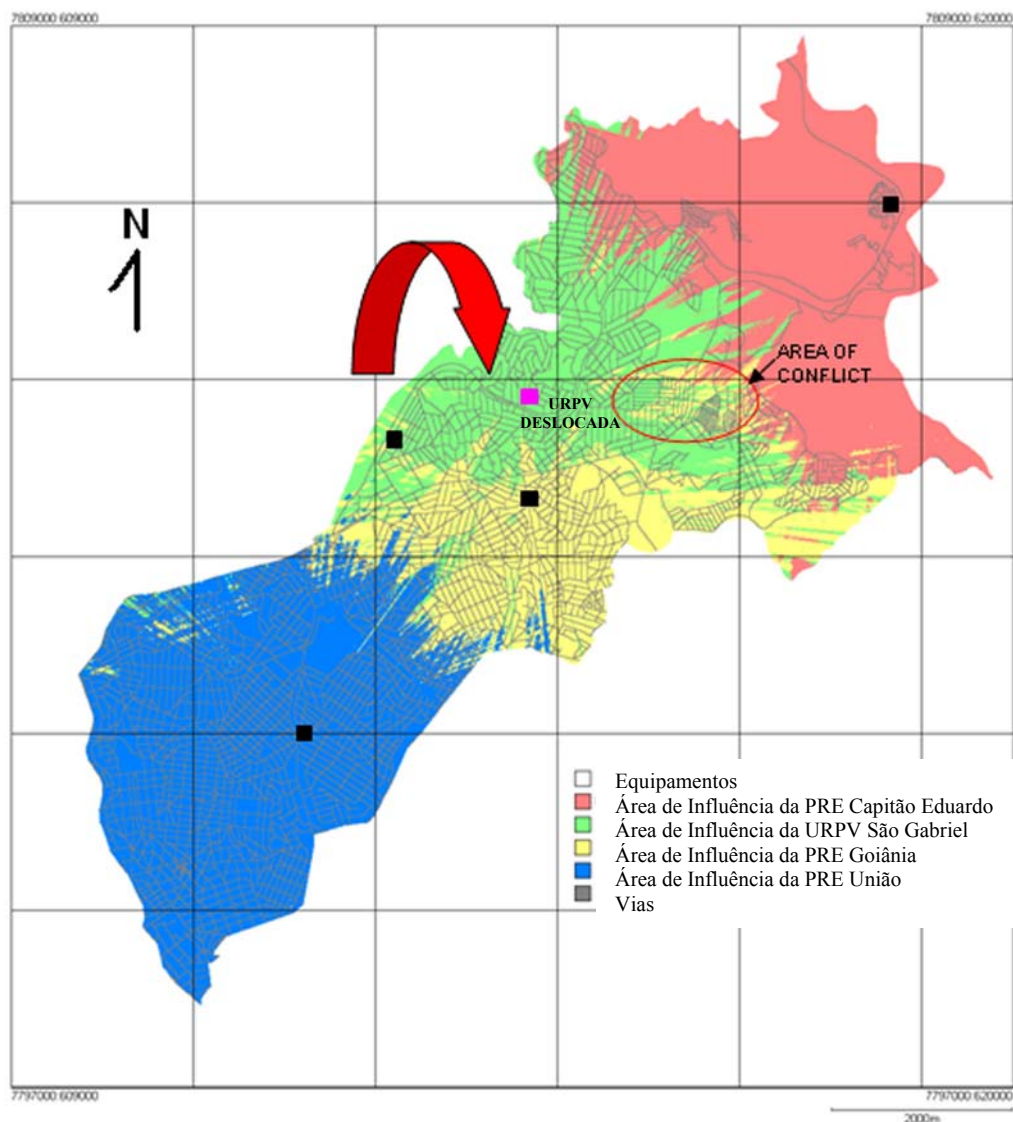 7809000 609000
7809000 620000
N
AREA OF
CONFLICT
URPV
DESLOCADA
Equipamentos
Área de Influência da PRE Capitão Eduardo
Área de Influência da URPV São Gabriel
Área de Influência da PRE Goiânia
Área de Influência da PRE União
Vias
7797000 609000
7797000 620000
2000m